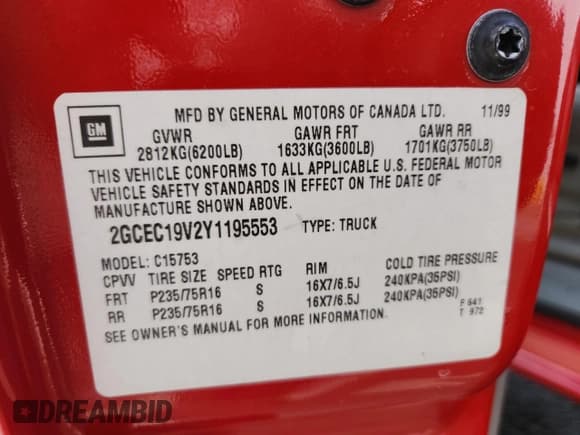 MFD BY GENERAL MOTORS OF CANADA LTD. 11/99
GM
GVWR GAWR FRT GAWR RR
2812KG(6200LB) 1633KG(3600LB) 1701KG(3750LB)
THIS VEHICLE CONFORMS TO ALL APPLICABLE U.S. FEDERAL MOTOR
VEHICLE SAFETY STANDARDS IN EFFECT ON THE DATE OF
MANUFACTURE SHOWN ABOVE.
2GCEC19V2Y1195553 TYPE: TRUCK
MODEL: C15753
CPVV TIRE SIZE SPEED RTG RIM COLD TIRE PRESSURE
FRT P235/75R16 S 16X7/6.5J 240KPA(35PSI)
RR P235/75R16 S 16X7/6.5J 240KPA(35PSI)
SEE OWNER'S MANUAL FOR MORE INFORMATION.
F 641
T 972
DREAMBID